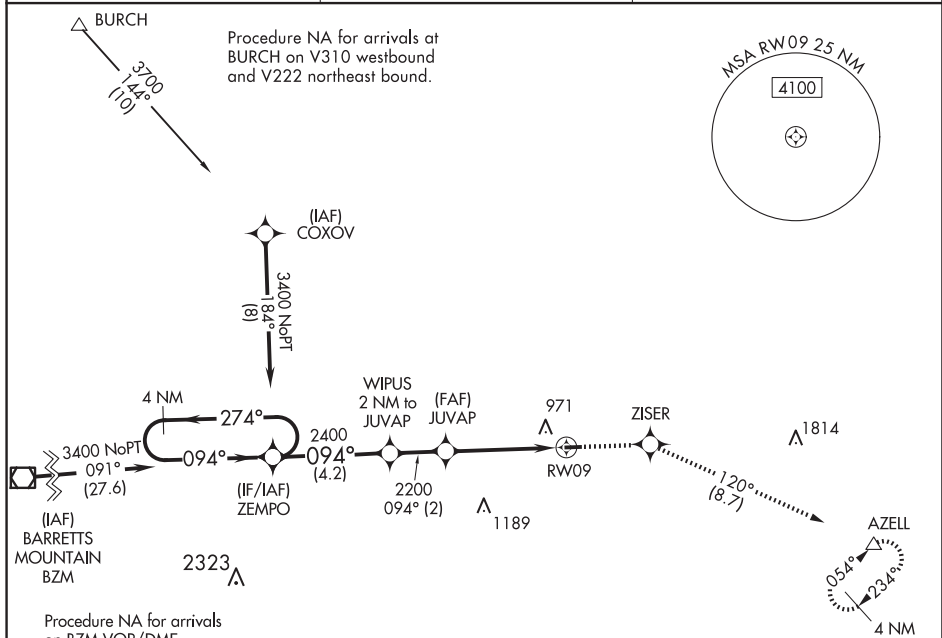 BURCH
Procedure NA for arrivals at
BURCH on V310 westbound
and V222 northeast bound.
MSA RW09 25 NM
4100
3700
144°
(10)
(IAF)
COXOV
3400 NoPT
184°
(8)
4 NM
274°
094°
3400 NoPT
091°
(27.6)
(IAF)
BARRETTS
MOUNTAIN
BZM
(IF/IAF)
ZEMPO
2400
094°
(4.2)
WIPUS
2 NM to
JUVAP
(FAF)
JUVAP
2200
094° (2)
971
RW09
ZISER
1814
1189
120°
(8.7)
AZELL
054°
234°
4 NM
2323
Procedure NA for arrivals
on BZM VOR/DME